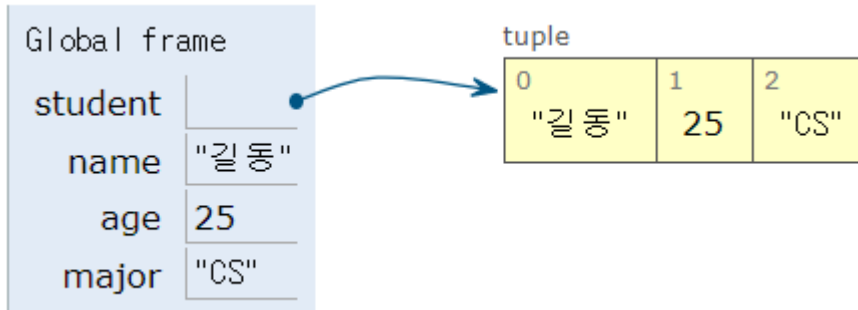 Global frame
student
name "길동"
age 25
major "CS"
tuple
0 1 2
"길동" 25 "CS"